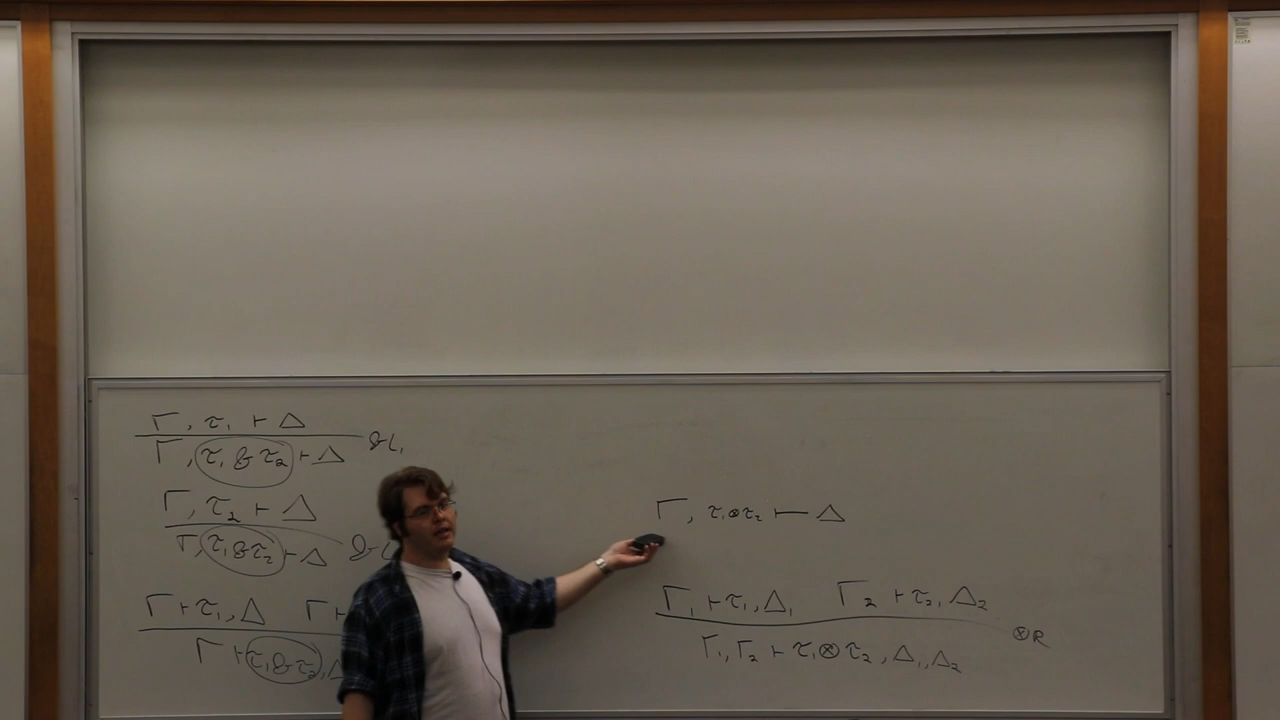 Γ, τ₁ ⊢ Δ
Γ, τ₁ & τ₂ ⊢ Δ &L₁
Γ, τ₂ ⊢ Δ
Γ, τ₁ & τ₂ ⊢ Δ &L
Γ ⊢ τ₁, Δ Γ ⊢
Γ ⊢ τ₁ & τ₂, Δ
Γ, τ₁⊗τ₂ ⊢ Δ
Γ₁ ⊢ τ₁, Δ₁ Γ₂ ⊢ τ₂, Δ₂
Γ₁, Γ₂ ⊢ τ₁ ⊗ τ₂, Δ₁, Δ₂ ⊗R